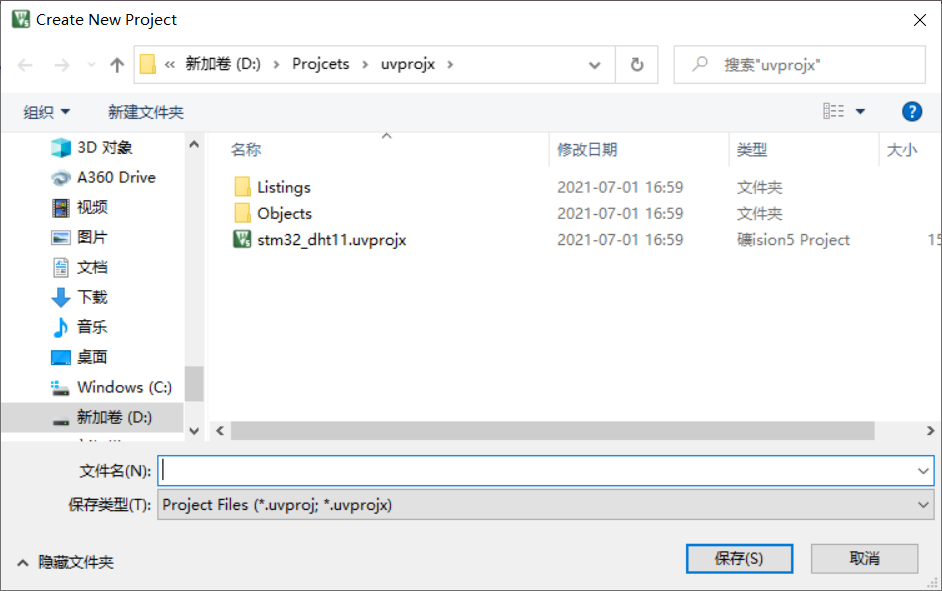 Create New Project
« 新加卷 (D:) › Projcets › uvprojx ›
搜索"uvprojx"
组织 新建文件夹
?
3D 对象
A360 Drive
视频
图片
文档
下载
音乐
桌面
Windows (C:)
新加卷 (D:)
名称 修改日期 类型 大小
Listings 2021-07-01 16:59 文件夹
Objects 2021-07-01 16:59 文件夹
stm32_dht11.uvprojx 2021-07-01 16:59 礦ision5 Project 15
文件名(N):
保存类型(T): Project Files (*.uvproj; *.uvprojx)
隐藏文件夹
保存(S) 取消